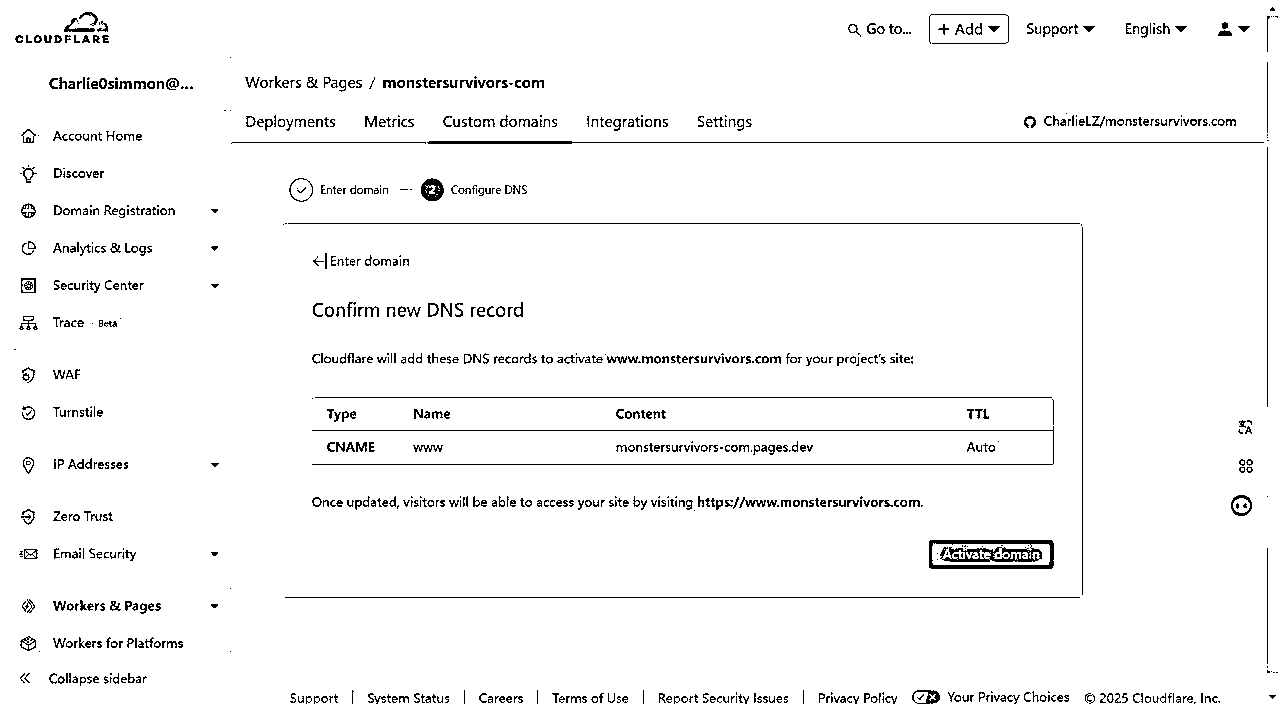 CLOUDFLARE
Go to... + Add Support English
Charlie0simmon@...
Account Home
Discover
Domain Registration
Analytics & Logs
Security Center
Trace Beta
WAF
Turnstile
IP Addresses
Zero Trust
Email Security
Workers & Pages
Workers for Platforms
Collapse sidebar
Workers & Pages / monstersurvivors-com
Deployments Metrics Custom domains Integrations Settings CharlieLZ/monstersurvivors.com
Enter domain 2 Configure DNS
Enter domain
Confirm new DNS record
Cloudflare will add these DNS records to activate www.monstersurvivors.com for your project's site:
Type Name Content TTL
CNAME www monstersurvivors-com.pages.dev Auto
Once updated, visitors will be able to access your site by visiting https://www.monstersurvivors.com.
Activate domain
Support System Status Careers Terms of Use Report Security Issues Privacy Policy Your Privacy Choices © 2025 Cloudflare, Inc.